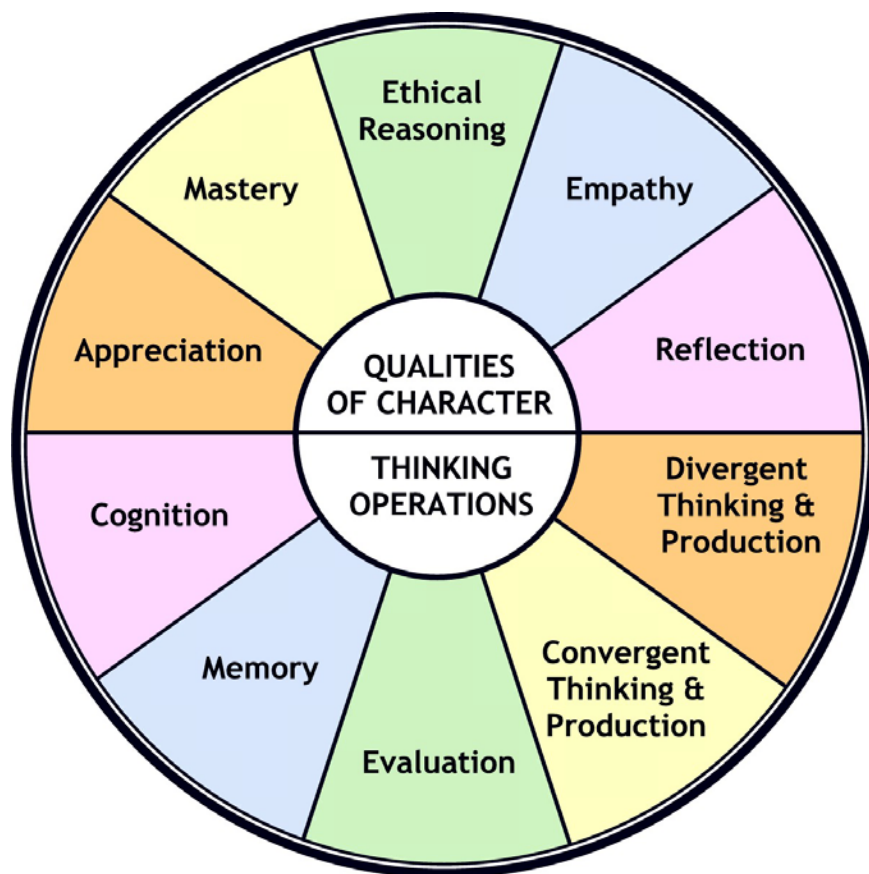 Ethical
Reasoning
Mastery
Empathy
Appreciation
Reflection
QUALITIES
OF CHARACTER
THINKING
OPERATIONS
Cognition
Divergent
Thinking &
Production
Memory
Convergent
Thinking &
Production
Evaluation